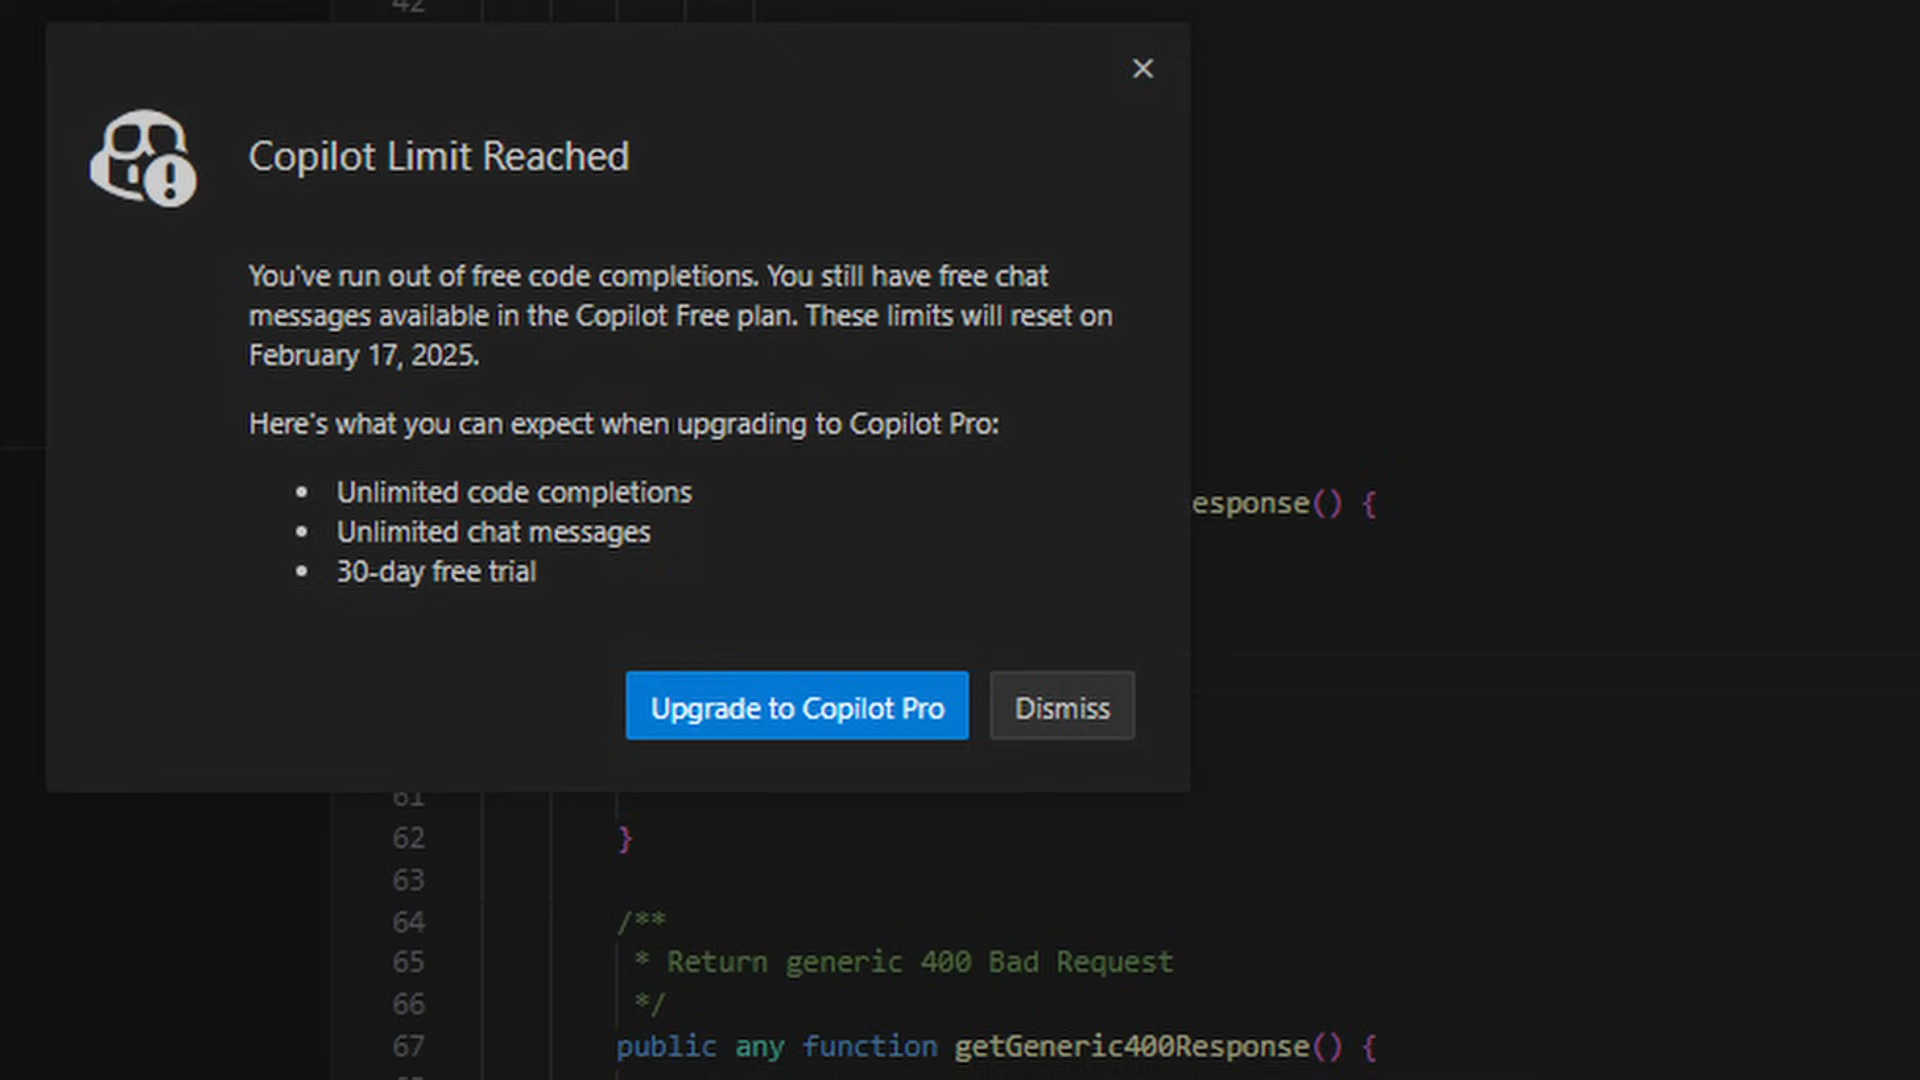 42
Copilot Limit Reached
You've run out of free code completions. You still have free chat
messages available in the Copilot Free plan. These limits will reset on
February 17, 2025.
Here's what you can expect when upgrading to Copilot Pro:
• Unlimited code completions
• Unlimited chat messages
• 30-day free trial
esponse() {
Upgrade to Copilot Pro
Dismiss
61
62 }
63
64 /**
65 * Return generic 400 Bad Request
66 */
67 public any function getGeneric400Response() {